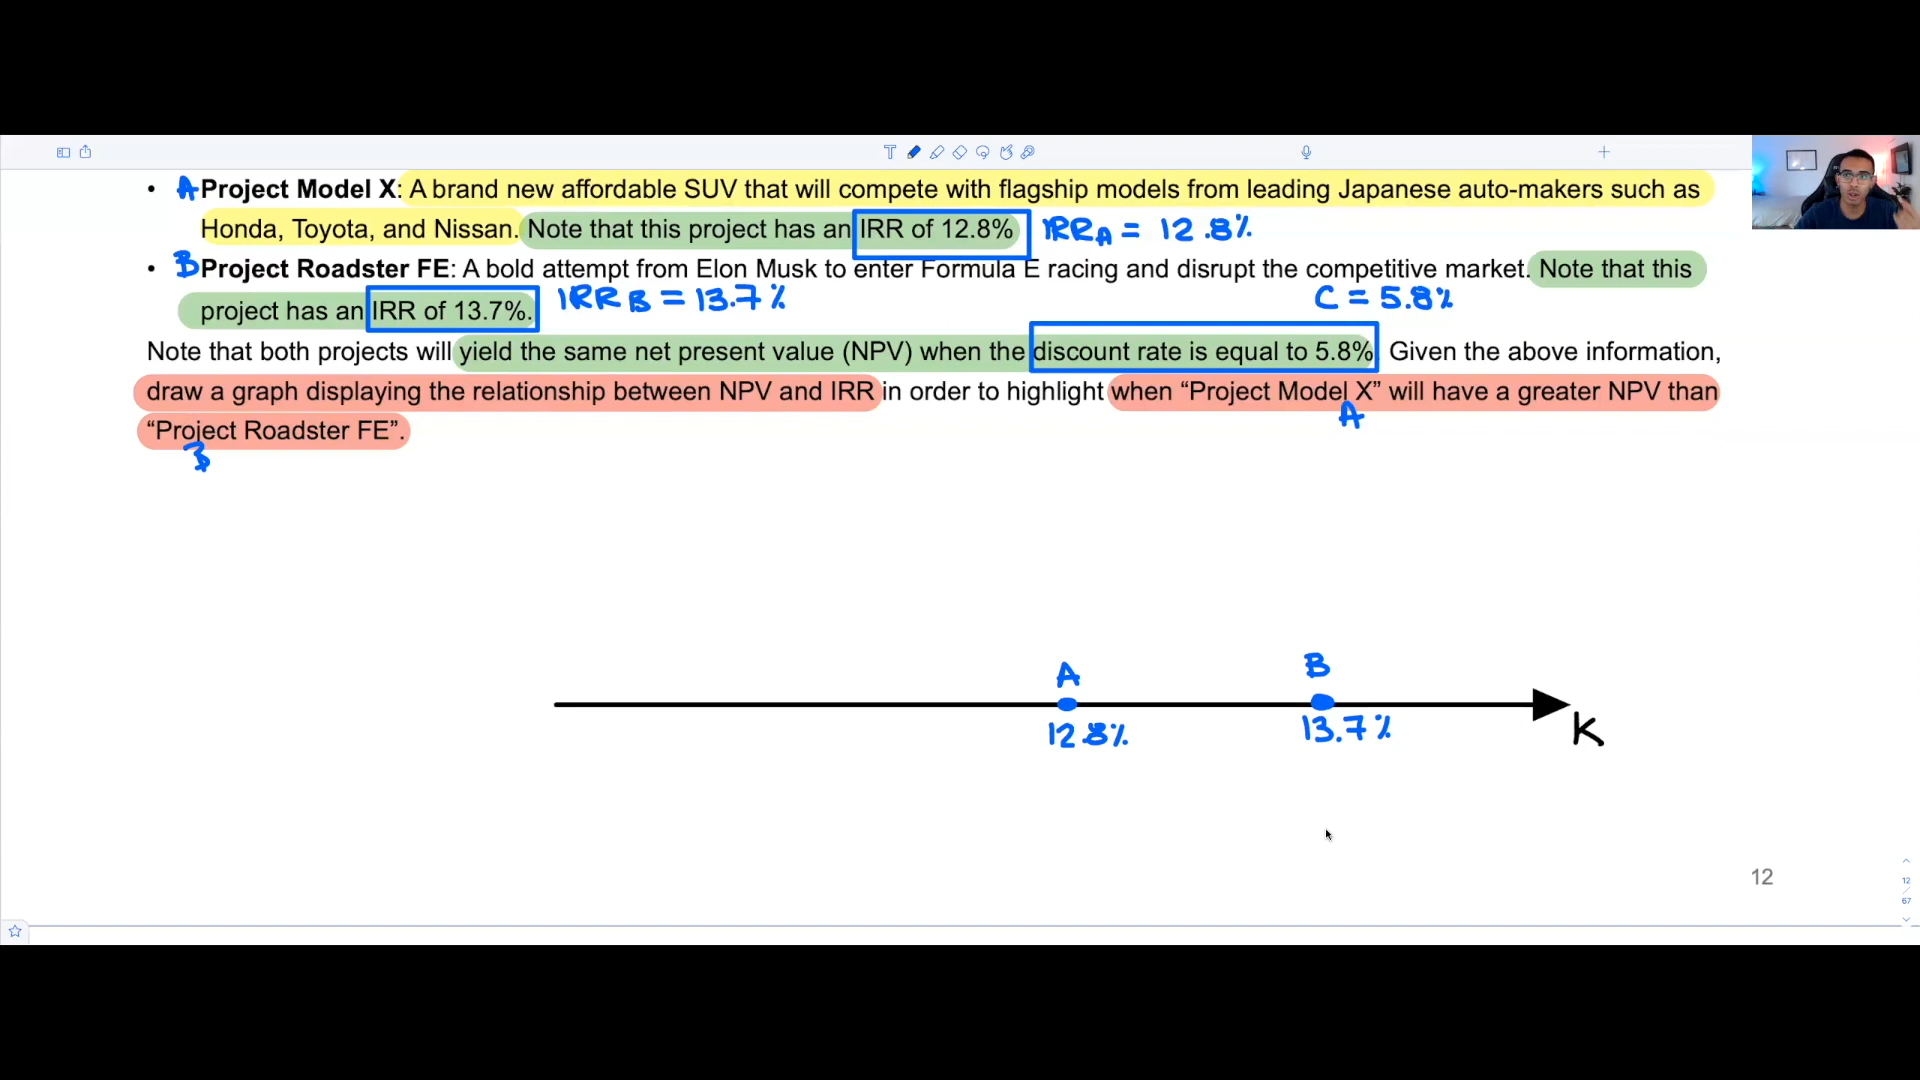 • A Project Model X: A brand new affordable SUV that will compete with flagship models from leading Japanese auto-makers such as
Honda, Toyota, and Nissan. Note that this project has an IRR of 12.8% IRR A = 12.8%
• B Project Roadster FE: A bold attempt from Elon Musk to enter Formula E racing and disrupt the competitive market. Note that this
project has an IRR of 13.7%. IRR B = 13.7% C = 5.8%
Note that both projects will yield the same net present value (NPV) when the discount rate is equal to 5.8% Given the above information,
draw a graph displaying the relationship between NPV and IRR in order to highlight when “Project Model X” will have a greater NPV than
A
“Project Roadster FE”.
B
A B
12.8% 13.7% K
12
12
67